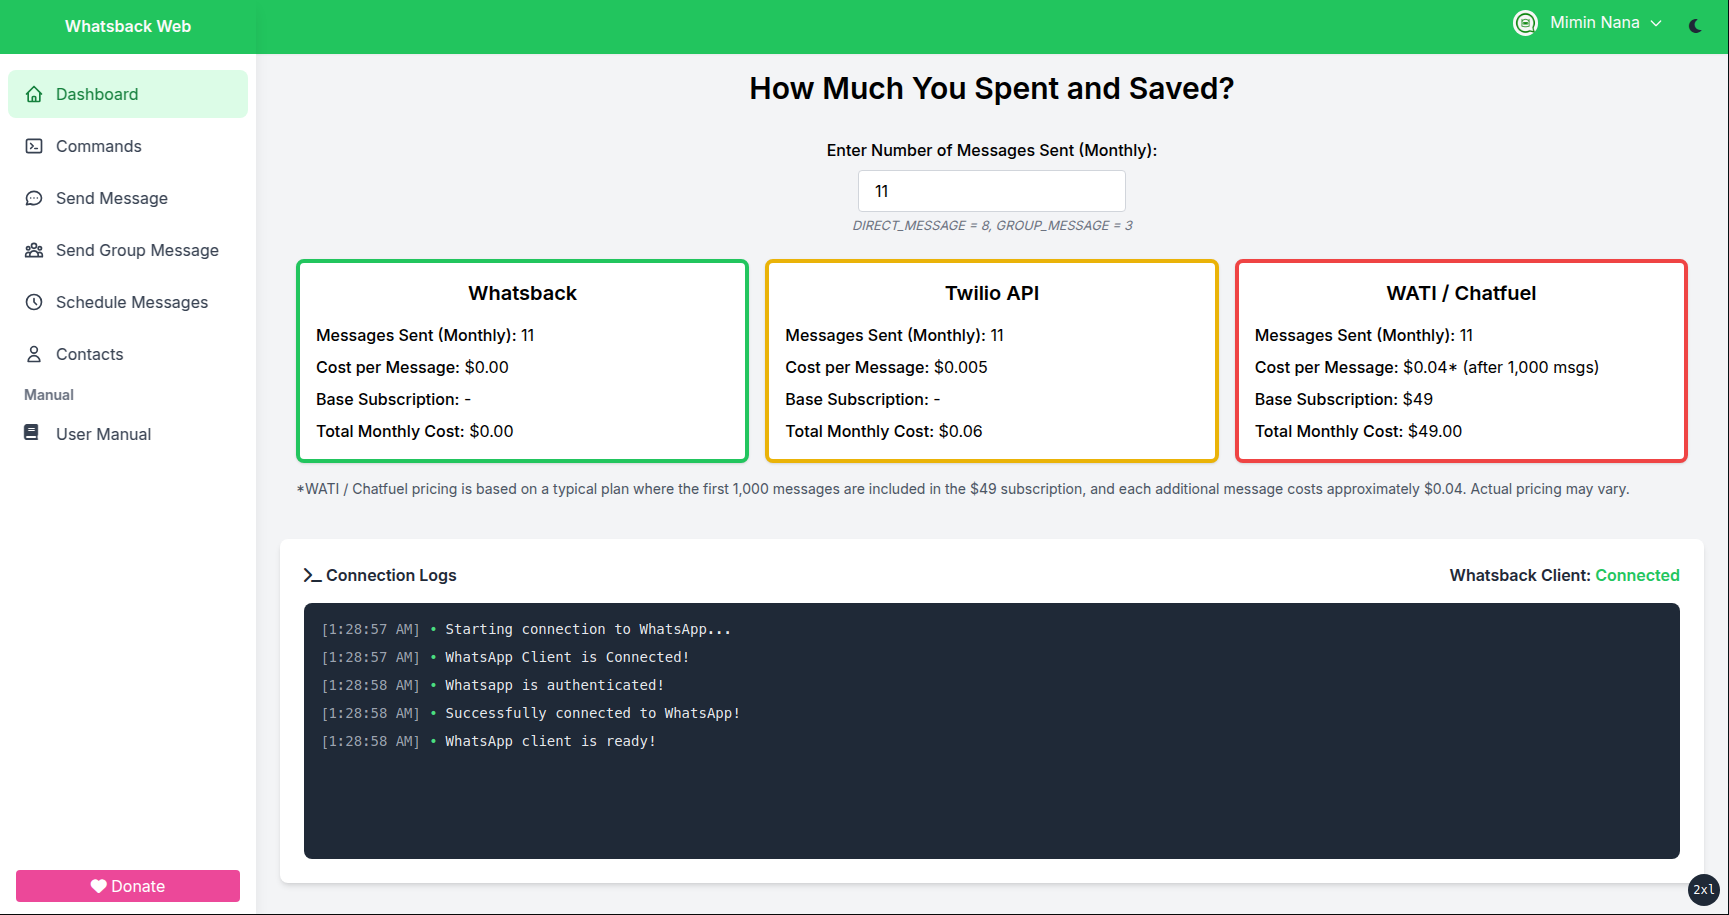 Whatsback Web
Mimin Nana
Dashboard
Commands
Send Message
Send Group Message
Schedule Messages
Contacts
Manual
User Manual
Donate
How Much You Spent and Saved?
Enter Number of Messages Sent (Monthly):
11
DIRECT_MESSAGE = 8, GROUP_MESSAGE = 3
Whatsback
Messages Sent (Monthly): 11
Cost per Message: $0.00
Base Subscription: -
Total Monthly Cost: $0.00
Twilio API
Messages Sent (Monthly): 11
Cost per Message: $0.005
Base Subscription: -
Total Monthly Cost: $0.06
WATI / Chatfuel
Messages Sent (Monthly): 11
Cost per Message: $0.04* (after 1,000 msgs)
Base Subscription: $49
Total Monthly Cost: $49.00
*WATI / Chatfuel pricing is based on a typical plan where the first 1,000 messages are included in the $49 subscription, and each additional message costs approximately $0.04. Actual pricing may vary.
Connection Logs
Whatsback Client: Connected
[1:28:57 AM] • Starting connection to WhatsApp...
[1:28:57 AM] • WhatsApp Client is Connected!
[1:28:58 AM] • Whatsapp is authenticated!
[1:28:58 AM] • Successfully connected to WhatsApp!
[1:28:58 AM] • WhatsApp client is ready!
2xl